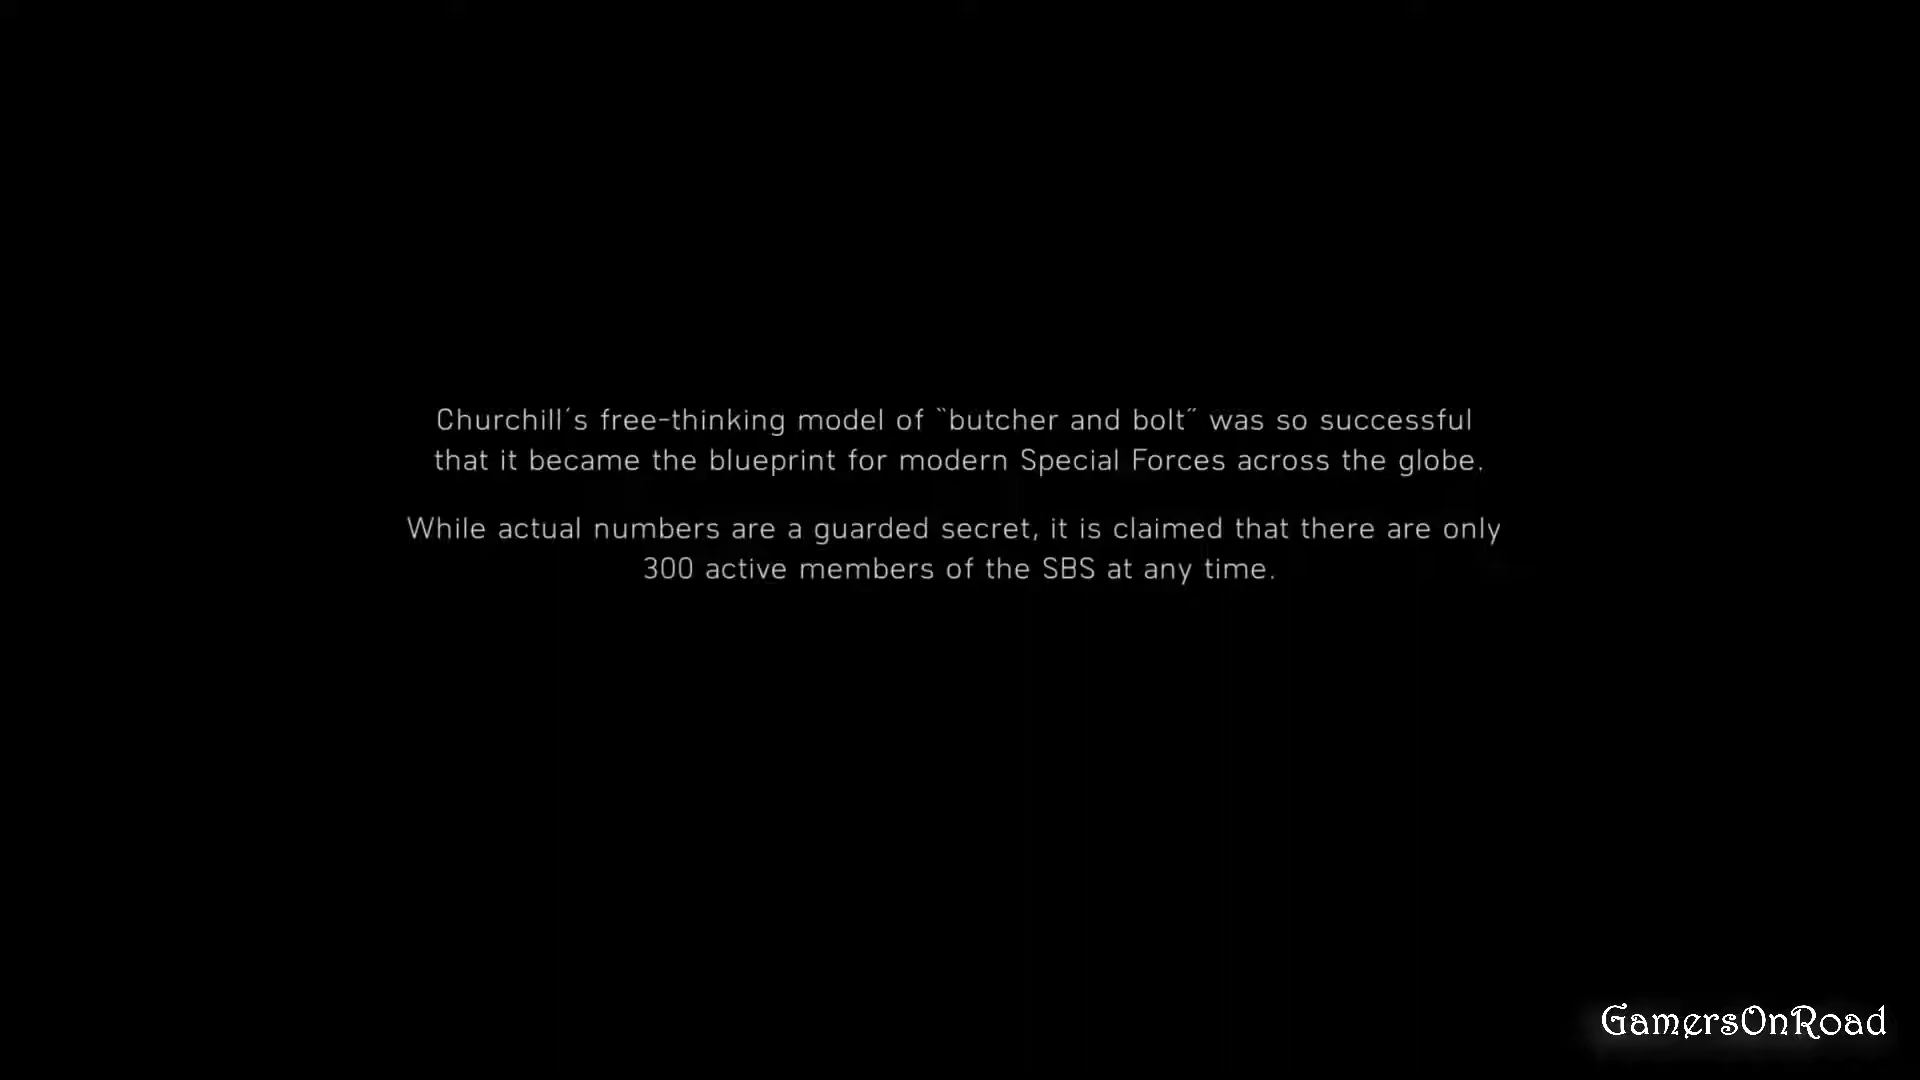 Churchill´s free-thinking model of ``butcher and bolt˝ was so successful
that it became the blueprint for modern Special Forces across the globe.
While actual numbers are a guarded secret, it is claimed that there are only
300 active members of the SBS at any time.
GamersOnRoad